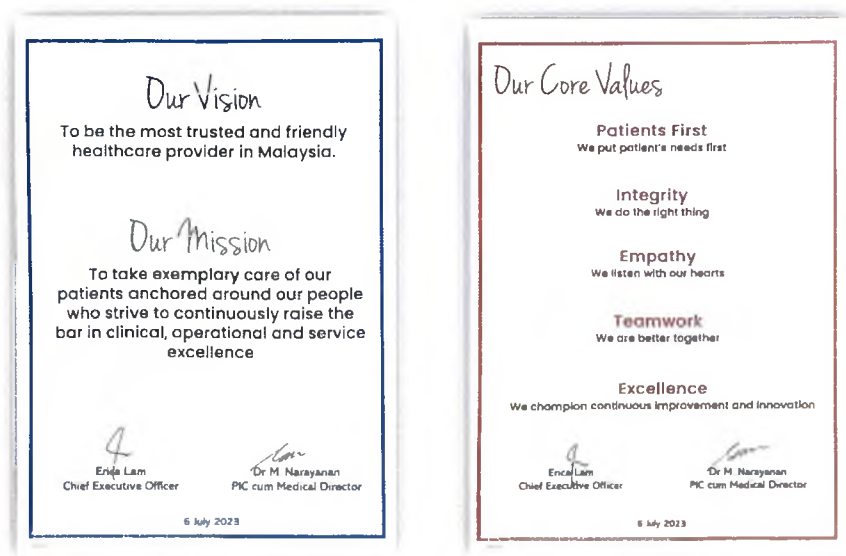 Our Vision
To be the most trusted and friendly
healthcare provider in Malaysia.
Our Mission
To take exemplary care of our
patients anchored around our people
who strive to continuously raise the
bar in clinical, operational and service
excellence
Erica Lam
Chief Executive Officer
Dr M. Narayanan
PIC cum Medical Director
6 July 2023
Our Core Values
Patients First
We put patient's needs first
Integrity
We do the right thing
Empathy
We listen with our hearts
Teamwork
We are better together
Excellence
We champion continuous improvement and innovation
Erica Lam
Chief Executive Officer
Dr M. Narayanan
PIC cum Medical Director
6 July 2023